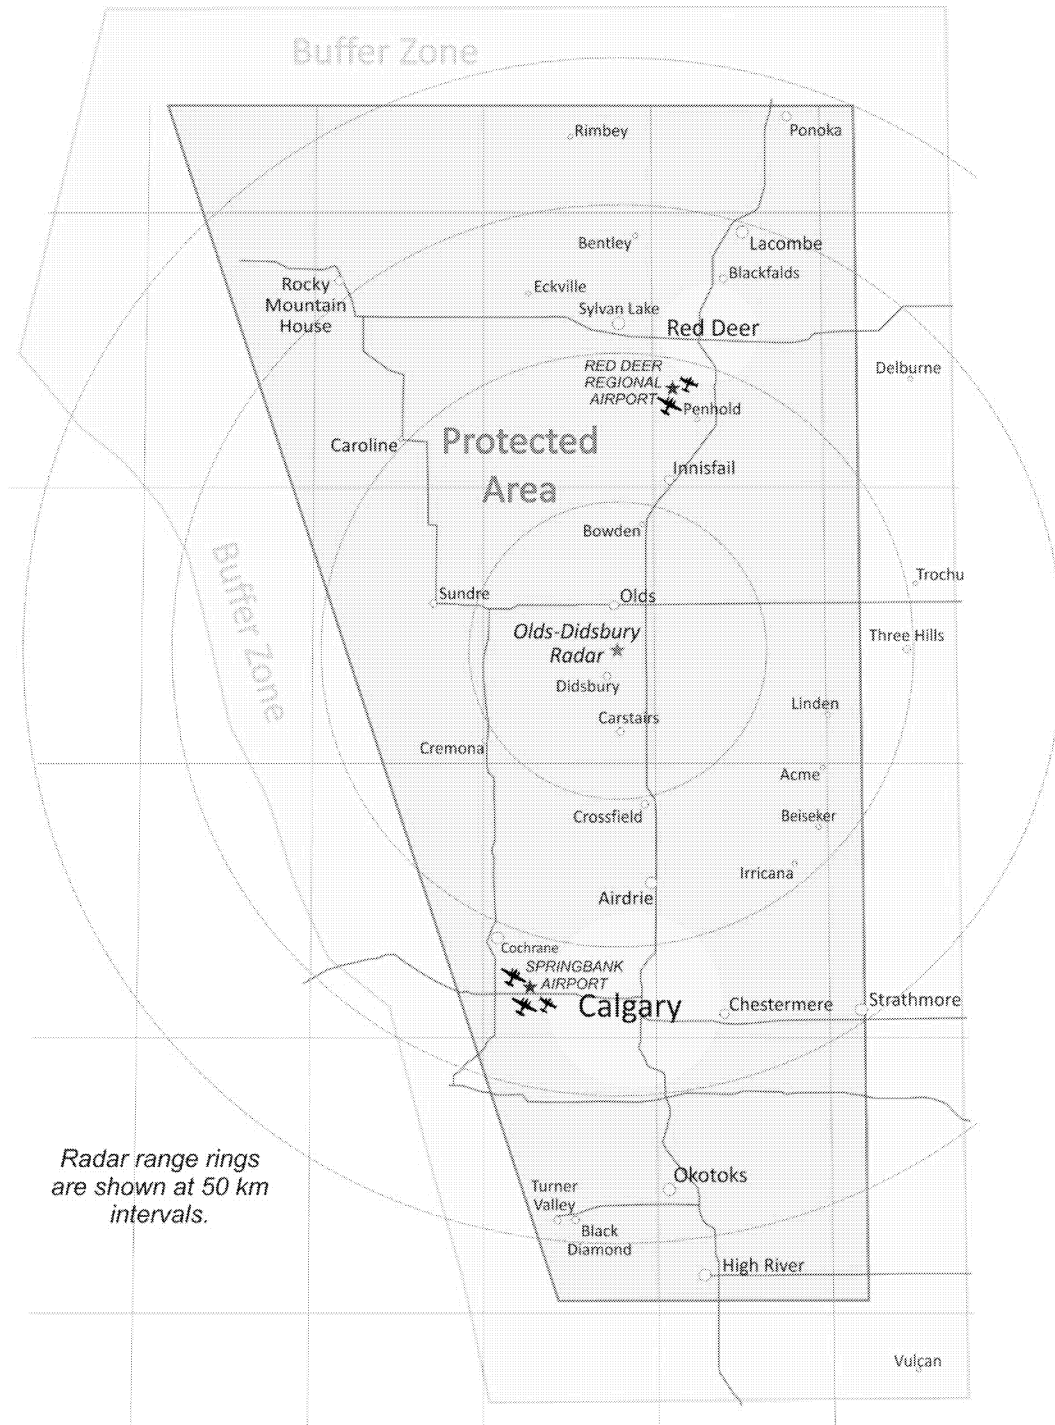 Buffer Zone
Rimbey
Ponoka
Bentley
Lacombe
Blackfalds
Rocky
Mountain
House
Eckville
Sylvan Lake
Red Deer
RED DEER
REGIONAL
AIRPORT
Delburne
Penhold
Caroline
Protected
Area
Innisfail
Bowden
Buffer Zone
Trochu
Sundre
Olds
Olds-Didsbury
Radar
Three Hills
Didsbury
Linden
Carstairs
Cremona
Acme
Crossfield
Beiseker
Irricana
Airdrie
Cochrane
SPRINGBANK
AIRPORT
Calgary
Chestermere
Strathmore
Radar range rings
are shown at 50 km
intervals.
Okotoks
Turner
Valley
Black
Diamond
High River
Vulcan